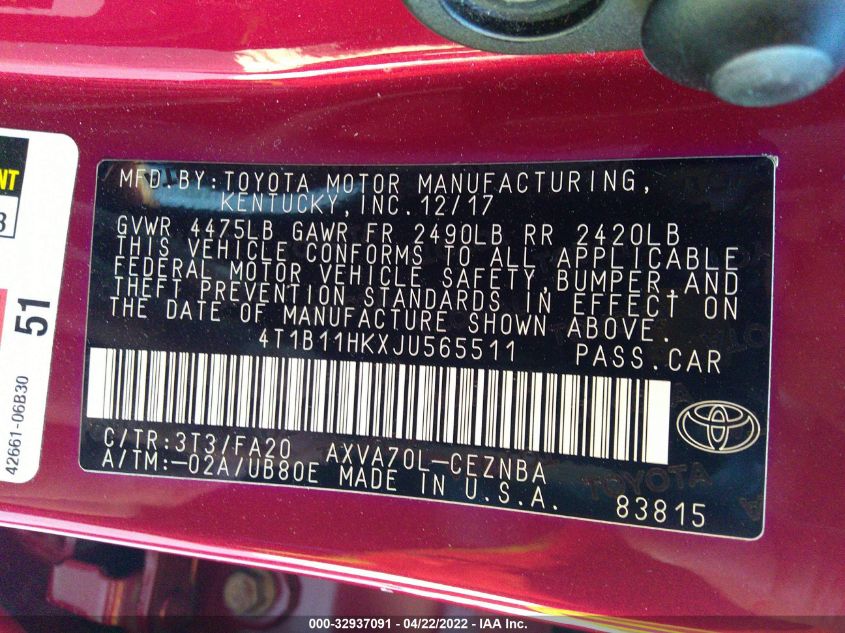 MFD.BY:TOYOTA MOTOR MANUFACTURING,
KENTUCKY,INC.12/17
GVWR 4475LB GAWR FR 2490LB RR 2420LB
THIS VEHICLE CONFORMS TO ALL APPLICABLE
FEDERAL MOTOR VEHICLE SAFETY,BUMPER,AND
THEFT PREVENTION STANDARDS IN EFFECT ON
THE DATE OF MANUFACTURE SHOWN ABOVE.
4T1B11HKXJU565511 PASS.CAR
C/TR:3T3/FA20 AXVA70L-CEZNBA
A/TM:-02A/UB80E MADE IN U.S.A.
83815
TOYOTA
51
42661-06B30
000-32937091 - 04/22/2022 - IAA Inc.